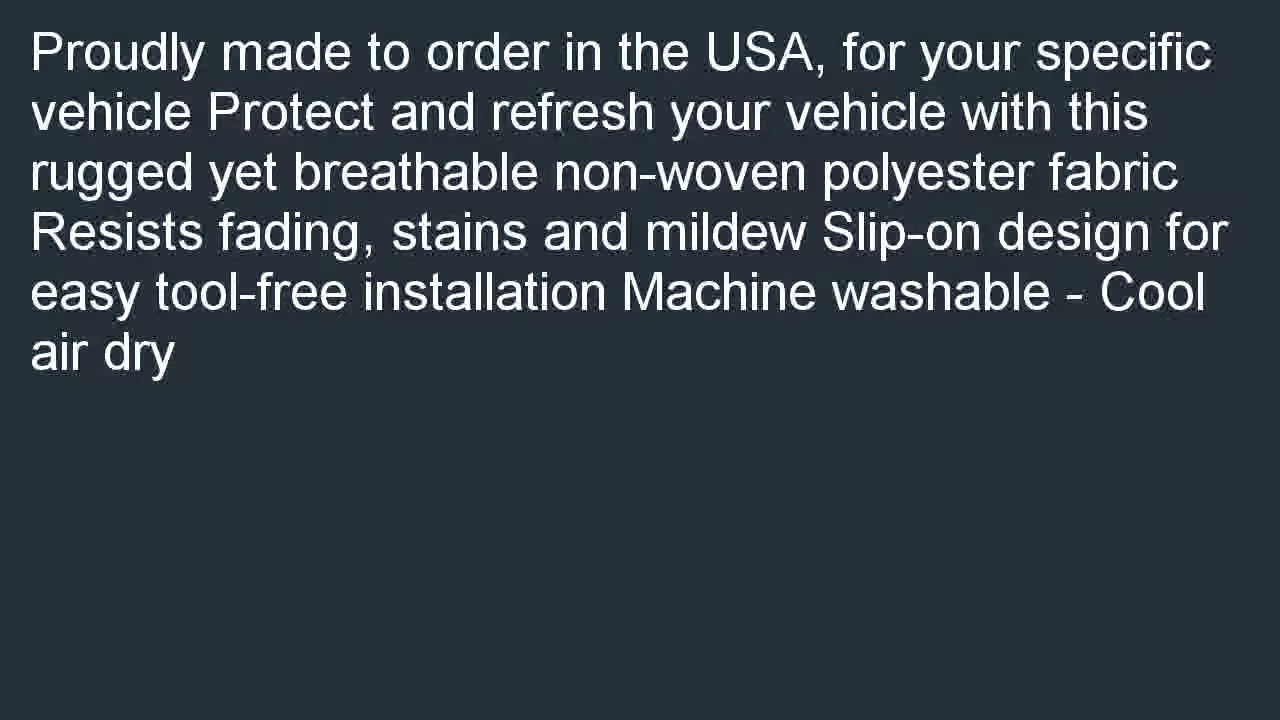 Proudly made to order in the USA, for your specific
vehicle Protect and refresh your vehicle with this
rugged yet breathable non-woven polyester fabric
Resists fading, stains and mildew Slip-on design for
easy tool-free installation Machine washable - Cool
air dry